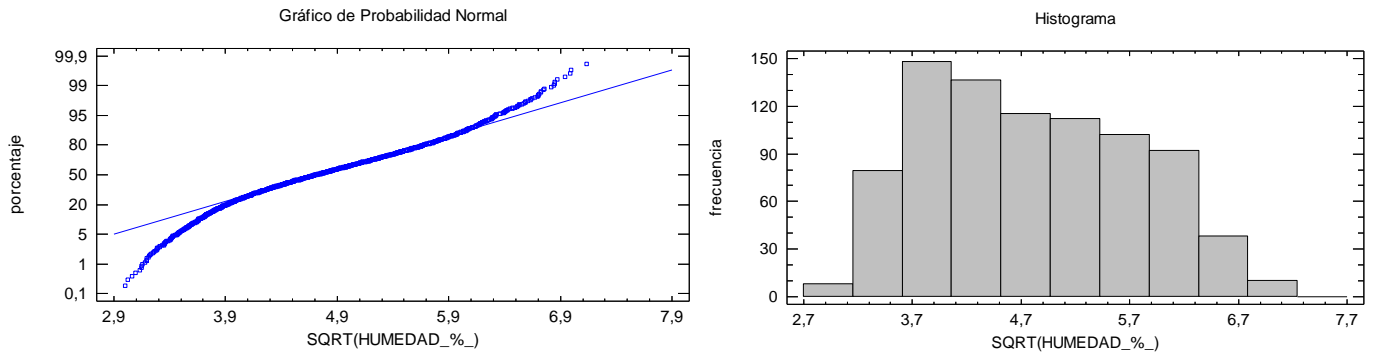 Gráfico de Probabilidad Normal
porcentaje
99,9
99
95
80
50
20
5
1
0,1
2,9 3,9 4,9 5,9 6,9 7,9
SQRT(HUMEDAD_%_)
Histograma
frecuencia
150
120
90
60
30
0
2,7 3,7 4,7 5,7 6,7 7,7
SQRT(HUMEDAD_%_)